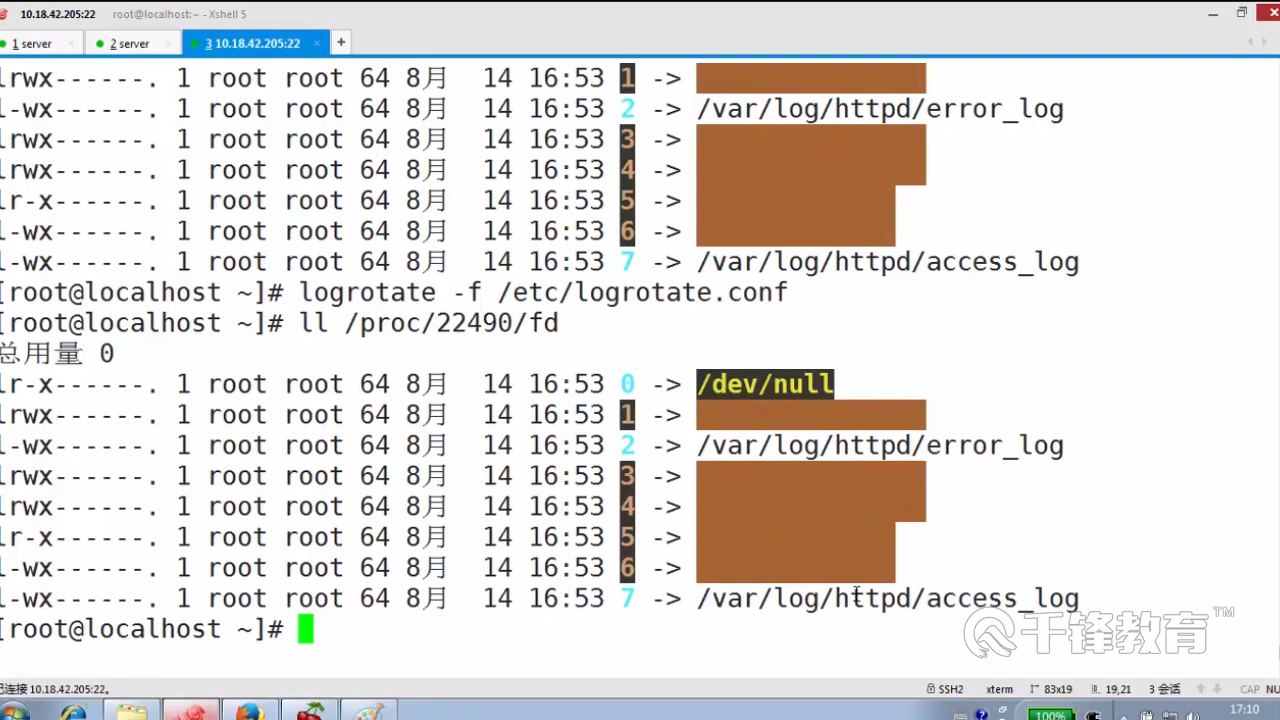 10.18.42.205:22 root@localhost:~ - Xshell 5
1 server × 2 server × 3 10.18.42.205:22 × +
lrwx------. 1 root root 64 8月 14 16:53 1 ->
l-wx------. 1 root root 64 8月 14 16:53 2 -> /var/log/httpd/error_log
lrwx------. 1 root root 64 8月 14 16:53 3 ->
lrwx------. 1 root root 64 8月 14 16:53 4 ->
lr-x------. 1 root root 64 8月 14 16:53 5 ->
l-wx------. 1 root root 64 8月 14 16:53 6 ->
l-wx------. 1 root root 64 8月 14 16:53 7 -> /var/log/httpd/access_log
[root@localhost ~]# logrotate -f /etc/logrotate.conf
[root@localhost ~]# ll /proc/22490/fd
总用量 0
lr-x------. 1 root root 64 8月 14 16:53 0 -> /dev/null
lrwx------. 1 root root 64 8月 14 16:53 1 ->
l-wx------. 1 root root 64 8月 14 16:53 2 -> /var/log/httpd/error_log
lrwx------. 1 root root 64 8月 14 16:53 3 ->
lrwx------. 1 root root 64 8月 14 16:53 4 ->
lr-x------. 1 root root 64 8月 14 16:53 5 ->
l-wx------. 1 root root 64 8月 14 16:53 6 ->
l-wx------. 1 root root 64 8月 14 16:53 7 -> /var/log/httpd/access_log
[root@localhost ~]#
千锋教育™
已连接 10.18.42.205:22。 SSH2 xterm 83x19 19,21 3 会话 CAP NU
100% 17:10